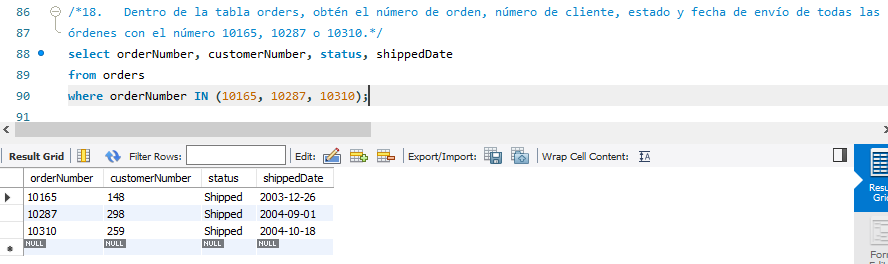 86 /*18. Dentro de la tabla orders, obtén el número de orden, número de cliente, estado y fecha de envío de todas las
87 órdenes con el número 10165, 10287 o 10310.*/
88 select orderNumber, customerNumber, status, shippedDate
89 from orders
90 where orderNumber IN (10165, 10287, 10310);
91
Result Grid Filter Rows: Edit: Export/Import: Wrap Cell Content: IA
orderNumber customerNumber status shippedDate
10165 148 Shipped 2003-12-26
10287 298 Shipped 2004-09-01
10310 259 Shipped 2004-10-18
NULL NULL NULL NULL
Resu
Grid
Form